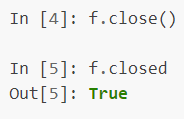 In [4]: f.close()
In [5]: f.closed
Out[5]: True